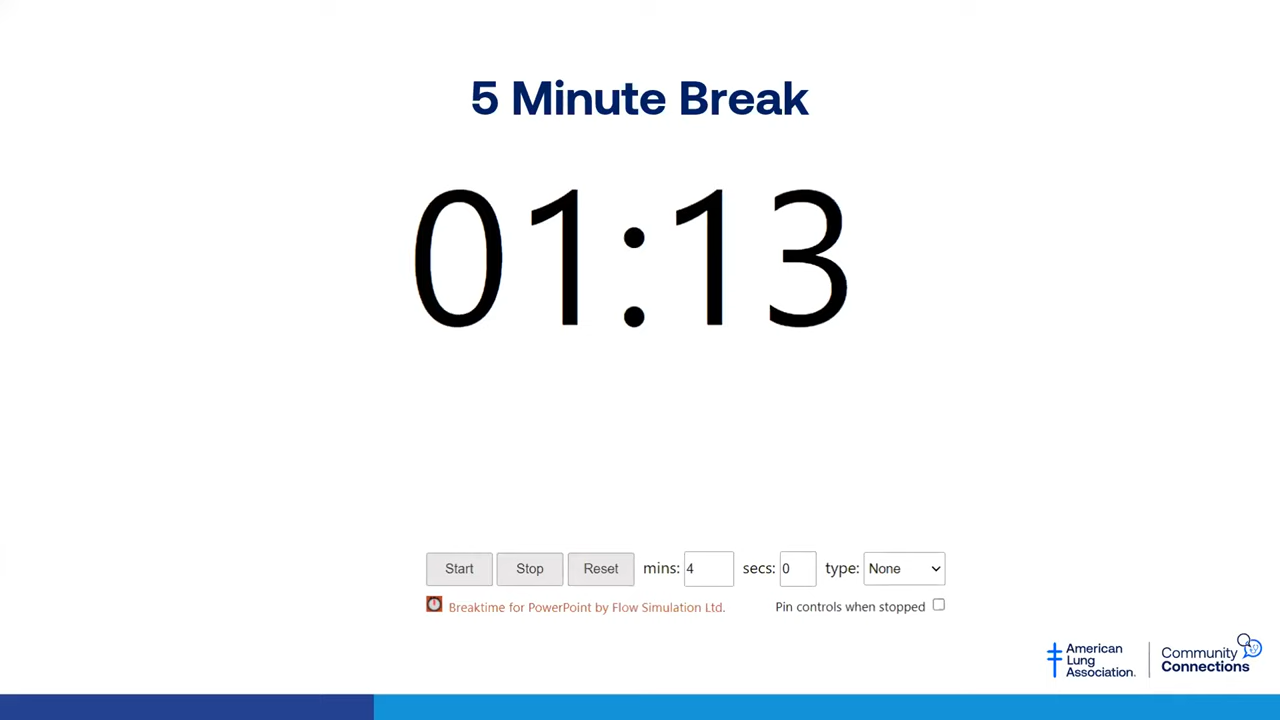 5 Minute Break
01:13
Start Stop Reset mins: 4 secs: 0 type: None
Breaktime for PowerPoint by Flow Simulation Ltd. Pin controls when stopped
American
Lung
Association.
Community
Connections